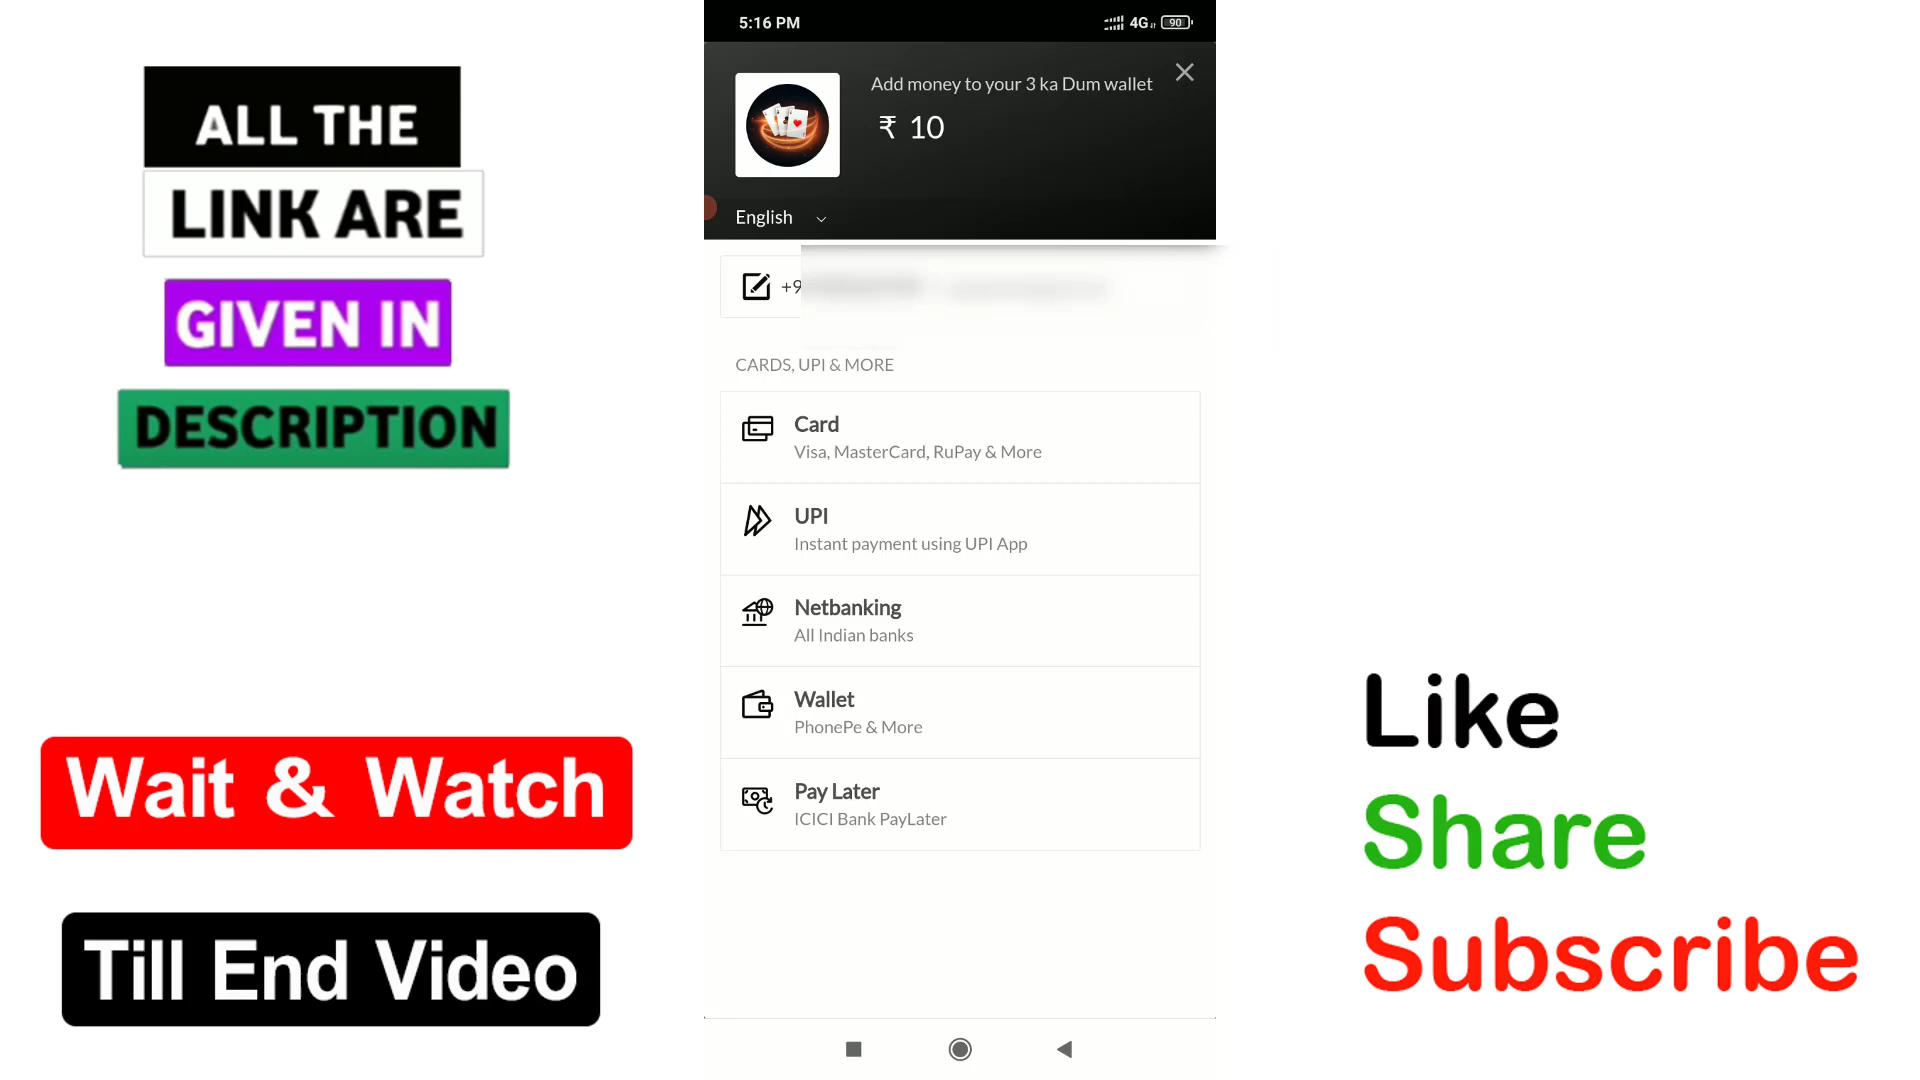 ALL THE
LINK ARE
GIVEN IN
DESCRIPTION
Wait & Watch
Till End Video
5:16 PM
4G
90
Add money to your 3 ka Dum wallet
₹ 10
English
+9
CARDS, UPI & MORE
Card
Visa, MasterCard, RuPay & More
UPI
Instant payment using UPI App
Netbanking
All Indian banks
Wallet
PhonePe & More
Pay Later
ICICI Bank PayLater
Like
Share
Subscribe